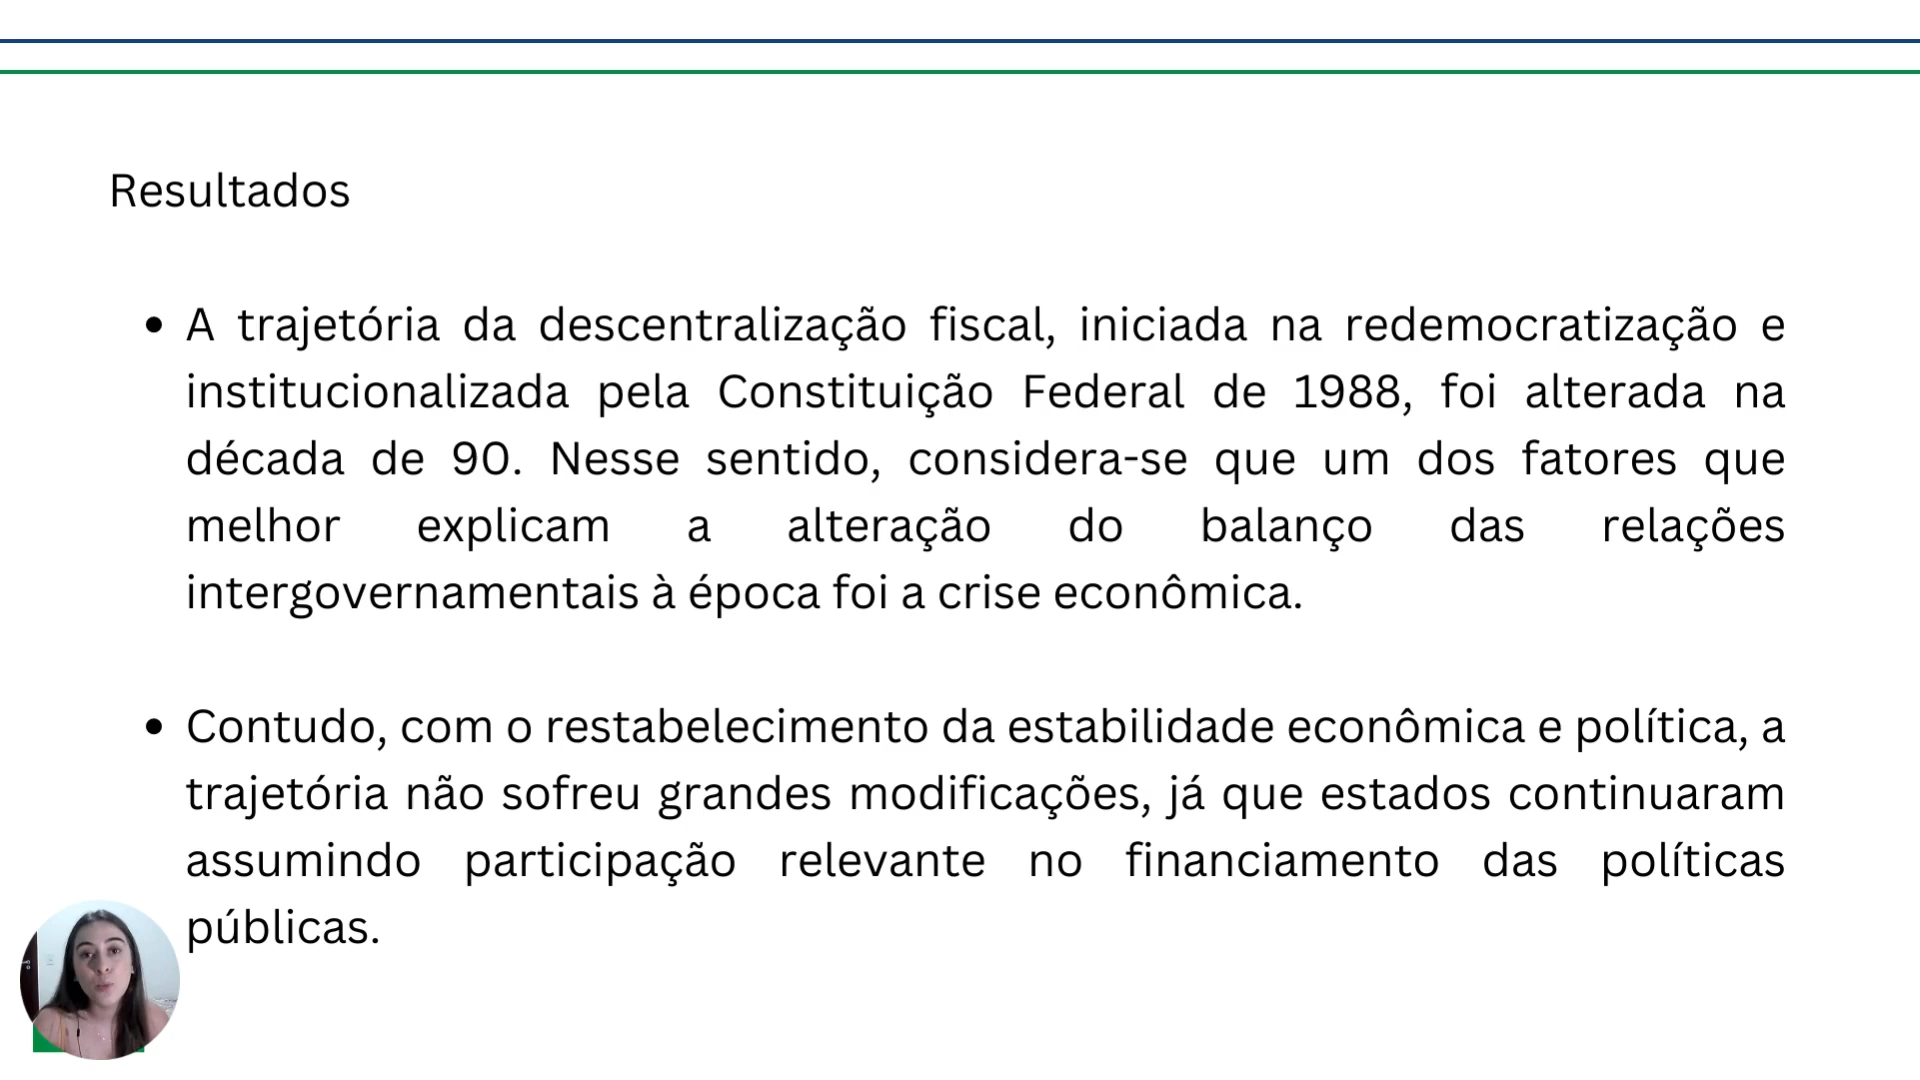 Resultados
• A trajetória da descentralização fiscal, iniciada na redemocratização e
institucionalizada pela Constituição Federal de 1988, foi alterada na
década de 90. Nesse sentido, considera-se que um dos fatores que
melhor explicam a alteração do balanço das relações
intergovernamentais à época foi a crise econômica.
• Contudo, com o restabelecimento da estabilidade econômica e política, a
trajetória não sofreu grandes modificações, já que estados continuaram
assumindo participação relevante no financiamento das políticas
públicas.